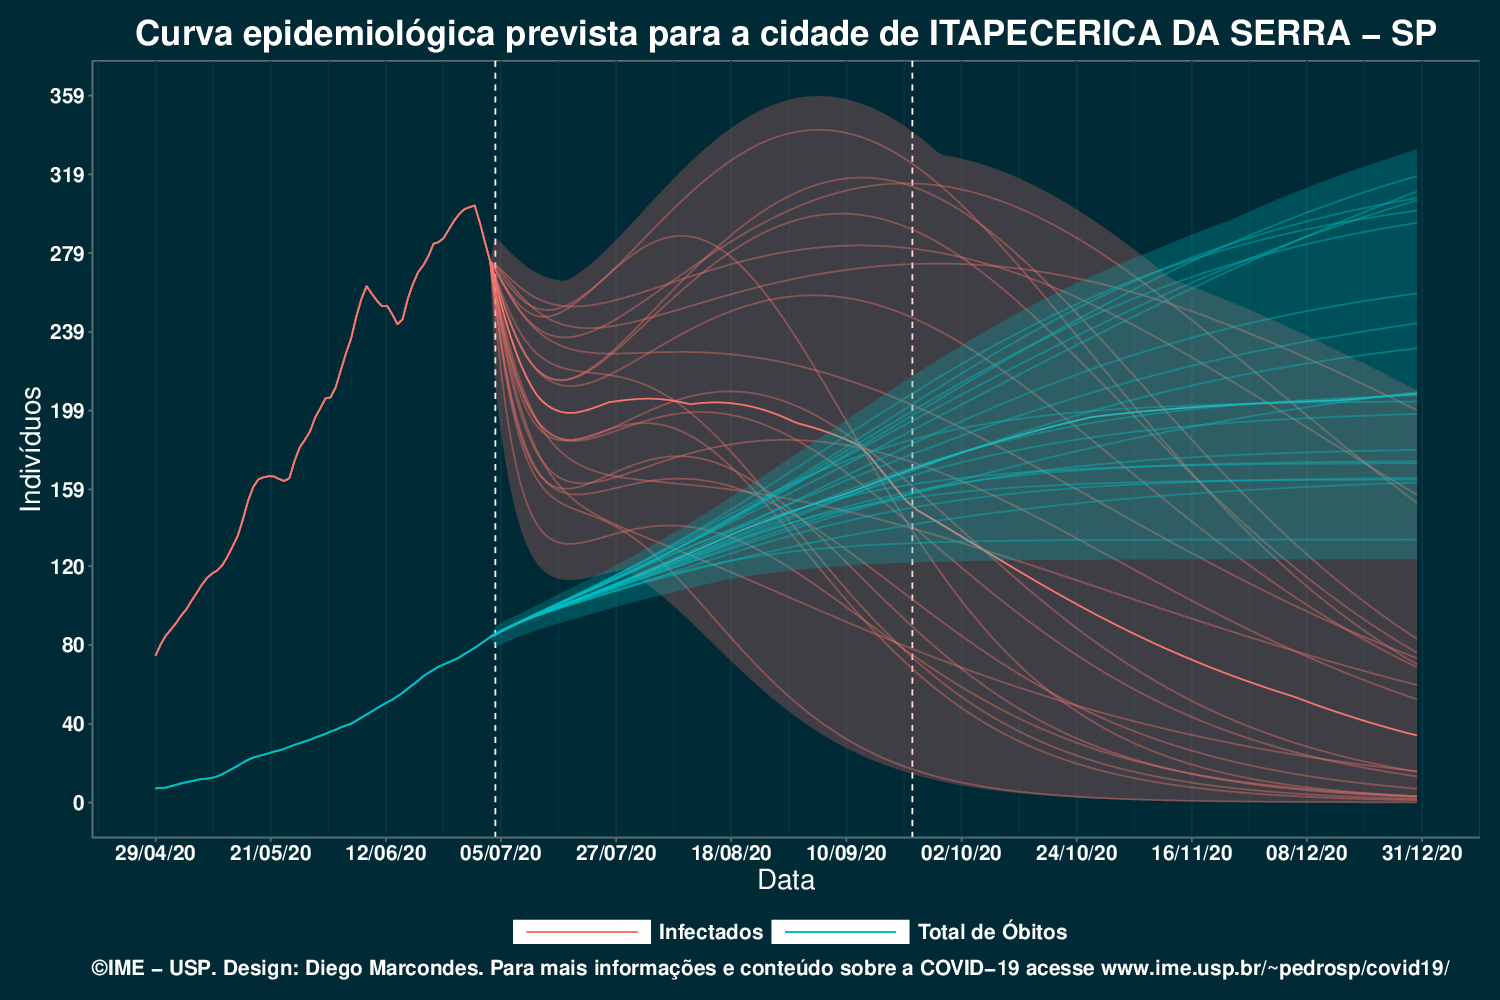 Curva epidemiológica prevista para a cidade de ITAPECERICA DA SERRA – SP
359
319
279
239
199
159
120
80
40
0
Indivíduos
29/04/20 21/05/20 12/06/20 05/07/20 27/07/20 18/08/20 10/09/20 02/10/20 24/10/20 16/11/20 08/12/20 31/12/20
Data
Infectados Total de Óbitos
©IME – USP. Design: Diego Marcondes. Para mais informações e conteúdo sobre a COVID–19 acesse www.ime.usp.br/~pedrosp/covid19/